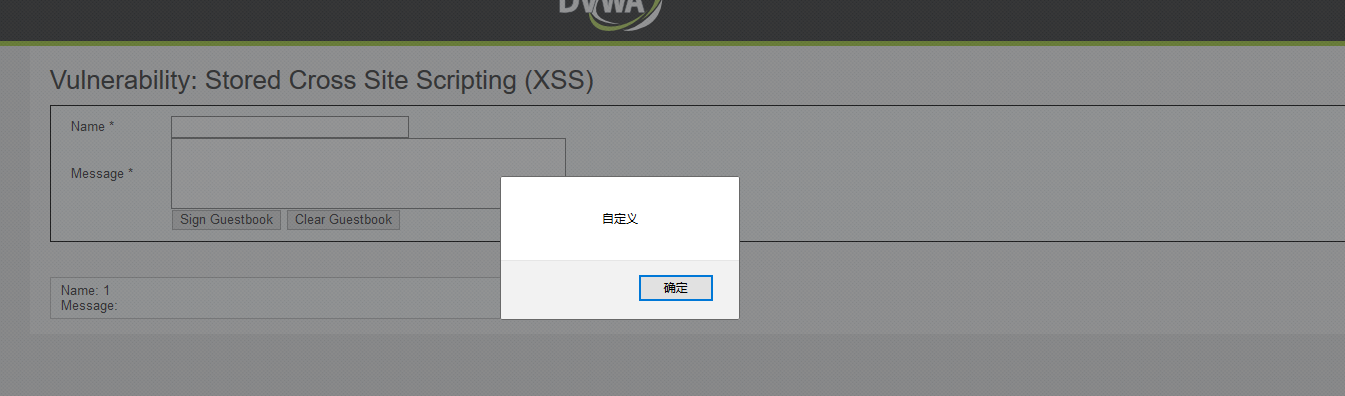 DVWA
Vulnerability: Stored Cross Site Scripting (XSS)
Name *
Message *
Sign Guestbook Clear Guestbook
自定义
确定
Name: 1
Message: